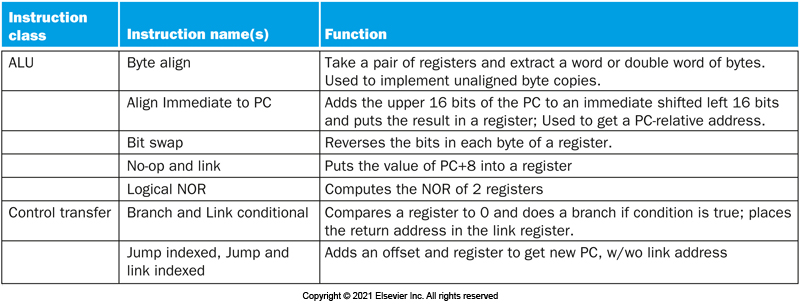 Instruction class
Instruction name(s)
Function
ALU
Byte align
Take a pair of registers and extract a word or double word of bytes.
Used to implement unaligned byte copies.
Align Immediate to PC
Adds the upper 16 bits of the PC to an immediate shifted left 16 bits
and puts the result in a register; Used to get a PC-relative address.
Bit swap
Reverses the bits in each byte of a register.
No-op and link
Puts the value of PC+8 into a register
Logical NOR
Computes the NOR of 2 registers
Control transfer
Branch and Link conditional
Compares a register to 0 and does a branch if condition is true; places
the return address in the link register.
Jump indexed, Jump and
link indexed
Adds an offset and register to get new PC, w/wo link address
Copyright © 2021 Elsevier Inc. All rights reserved